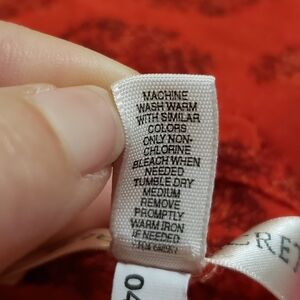 MACHINE
WASH WARM
WITH SIMILAR
COLORS
ONLY NON-
CHLORINE
BLEACH WHEN
NEEDED
TUMBLE DRY
MEDIUM
REMOVE
PROMPTLY
WARM IRON
IF NEEDED